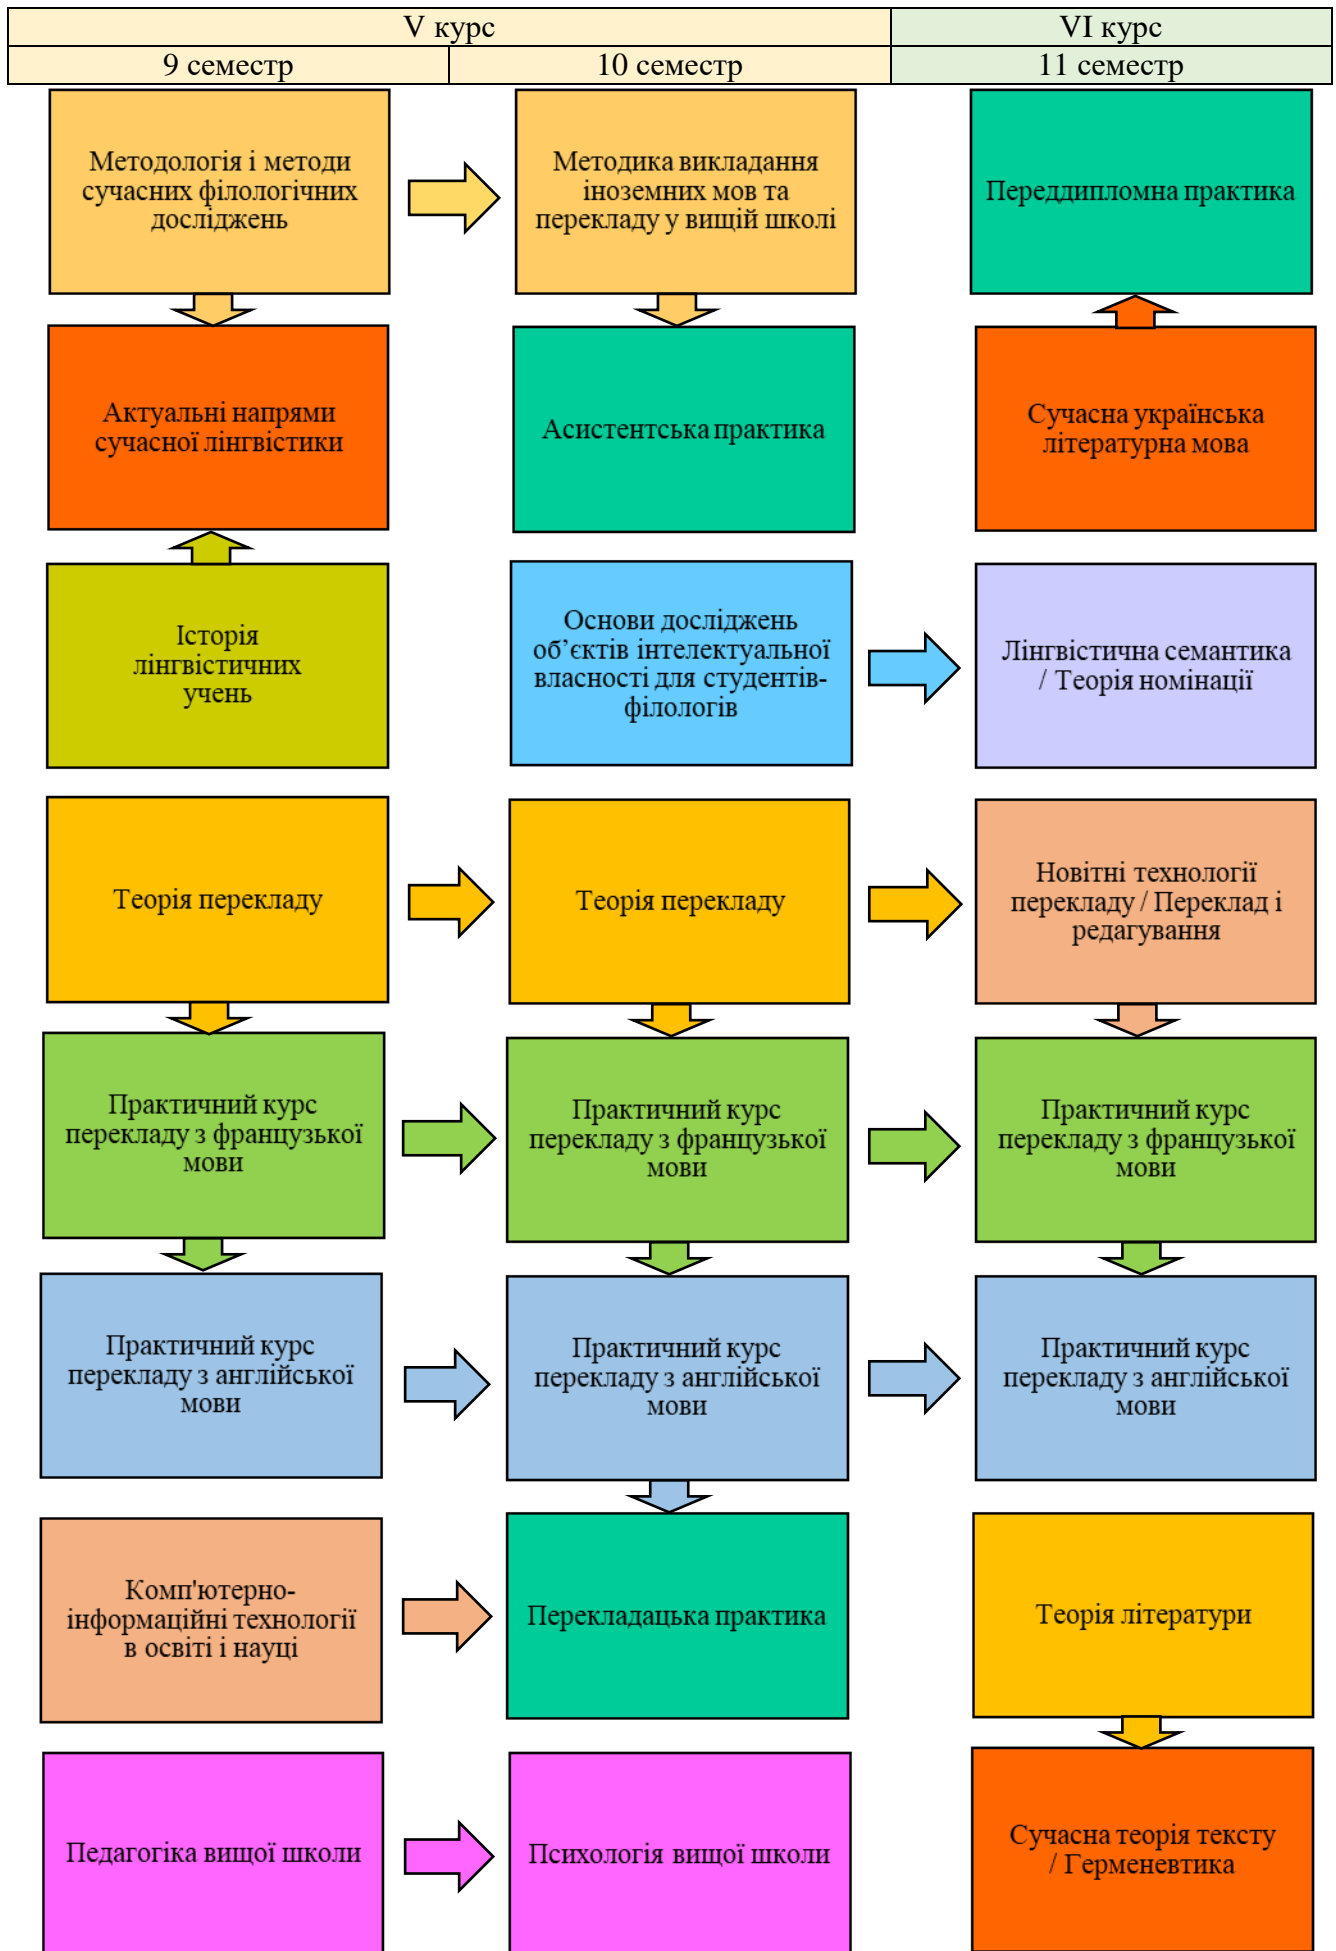 V курс
VI курс
9 семестр
10 семестр
11 семестр
Методологія і методи
сучасних філологічних
досліджень
Методика викладання
іноземних мов та
перекладу у вищій школі
Переддипломна практика
Актуальні напрями
сучасної лінгвістики
Асистентська практика
Сучасна українська
літературна мова
Історія
лінгвістичних
учень
Основи досліджень
об’єктів інтелектуальної
власності для студентів-
філологів
Лінгвістична семантика
/ Теорія номінації
Теорія перекладу
Теорія перекладу
Новітні технології
перекладу / Переклад і
редагування
Практичний курс
перекладу з французької
мови
Практичний курс
перекладу з французької
мови
Практичний курс
перекладу з французької
мови
Практичний курс
перекладу з англійської
мови
Практичний курс
перекладу з англійської
мови
Практичний курс
перекладу з англійської
мови
Комп'ютерно-
інформаційні технології
в освіті і науці
Перекладацька практика
Теорія літератури
Педагогіка вищої школи
Психологія вищої школи
Сучасна теорія тексту
/ Герменевтика